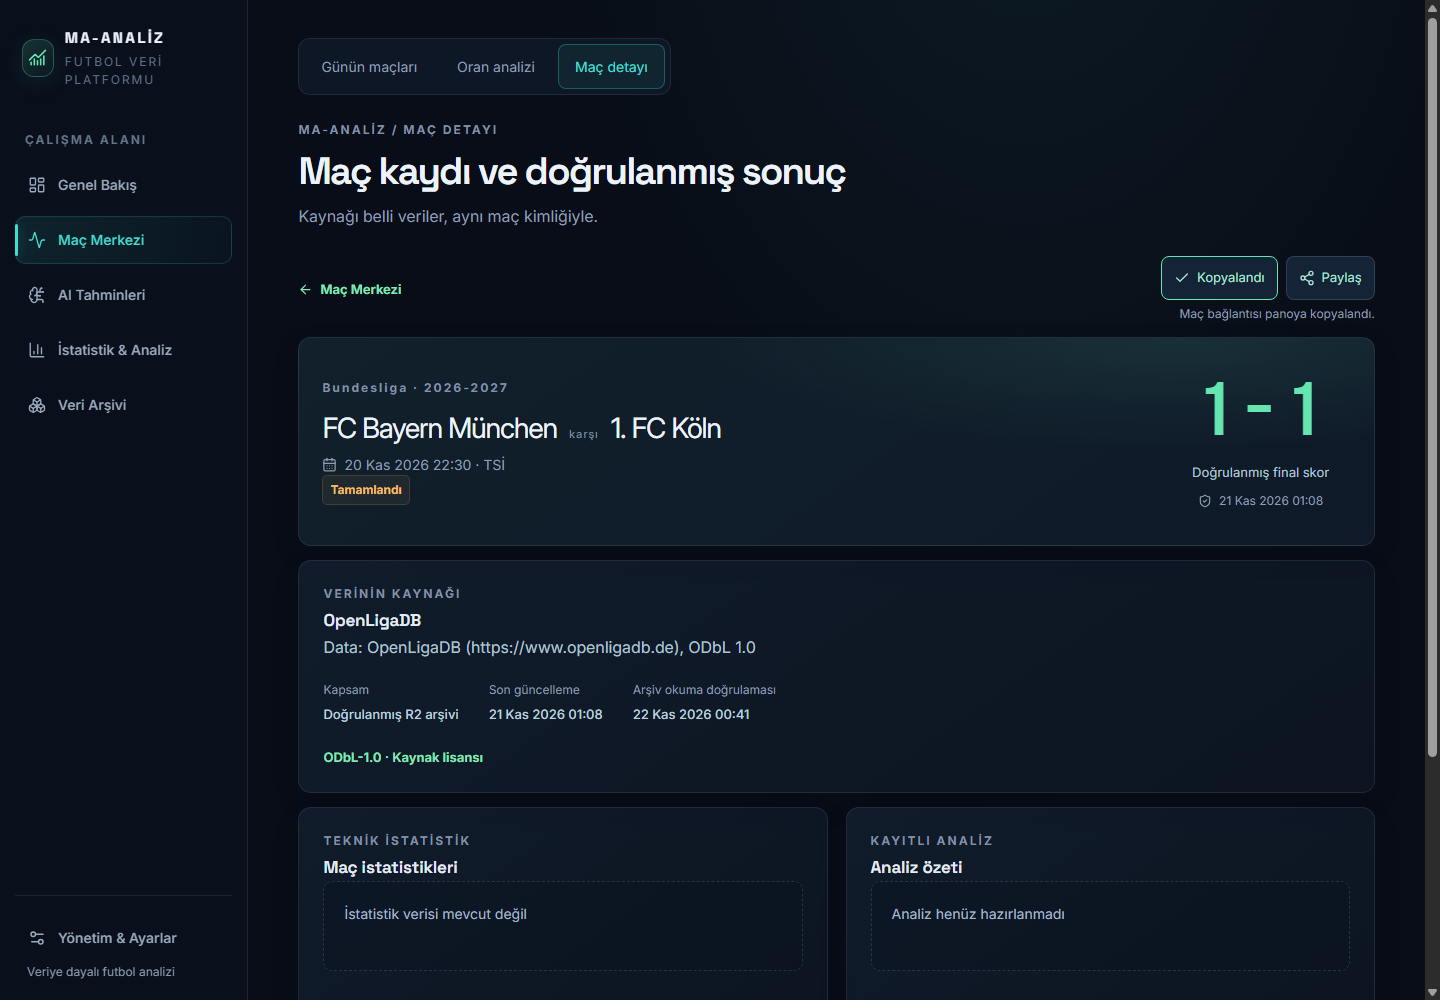 MA-ANALİZ
FUTBOL VERİ
PLATFORMU
ÇALIŞMA ALANI
Genel Bakış
Maç Merkezi
AI Tahminleri
İstatistik & Analiz
Veri Arşivi
Yönetim & Ayarlar
Veriye dayalı futbol analizi
Günün maçları
Oran analizi
Maç detayı
MA-ANALİZ / MAÇ DETAYI
Maç kaydı ve doğrulanmış sonuç
Kaynağı belli veriler, aynı maç kimliğiyle.
Maç Merkezi
Kopyalandı
Paylaş
Maç bağlantısı panoya kopyalandı.
Bundesliga · 2026-2027
FC Bayern München karşı 1. FC Köln
20 Kas 2026 22:30 · TSİ
Tamamlandı
1 - 1
Doğrulanmış final skor
21 Kas 2026 01:08
VERİNİN KAYNAĞI
OpenLigaDB
Data: OpenLigaDB (https://www.openligadb.de), ODbL 1.0
Kapsam
Doğrulanmış R2 arşivi
Son güncelleme
21 Kas 2026 01:08
Arşiv okuma doğrulaması
22 Kas 2026 00:41
ODbL-1.0 · Kaynak lisansı
TEKNİK İSTATİSTİK
Maç istatistikleri
İstatistik verisi mevcut değil
KAYITLI ANALİZ
Analiz özeti
Analiz henüz hazırlanmadı